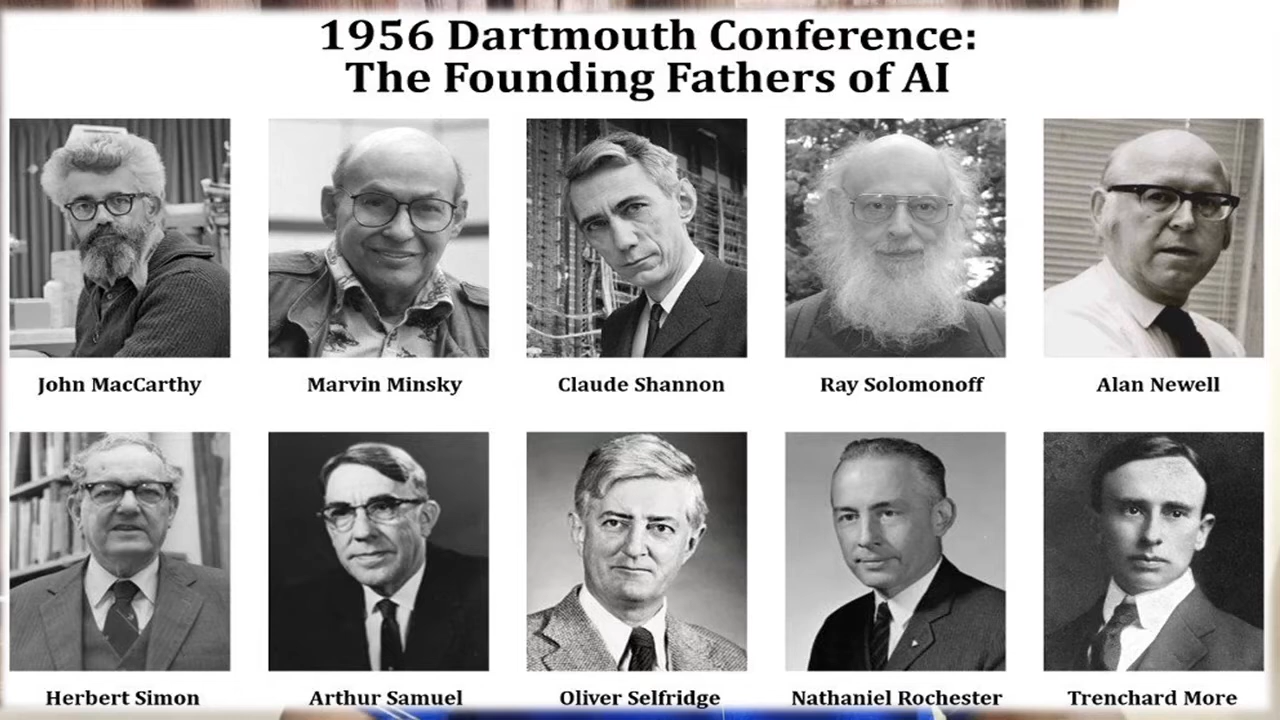 1956 Dartmouth Conference:
The Founding Fathers of AI
John MacCarthy
Marvin Minsky
Claude Shannon
Ray Solomonoff
Alan Newell
Herbert Simon
Arthur Samuel
Oliver Selfridge
Nathaniel Rochester
Trenchard More